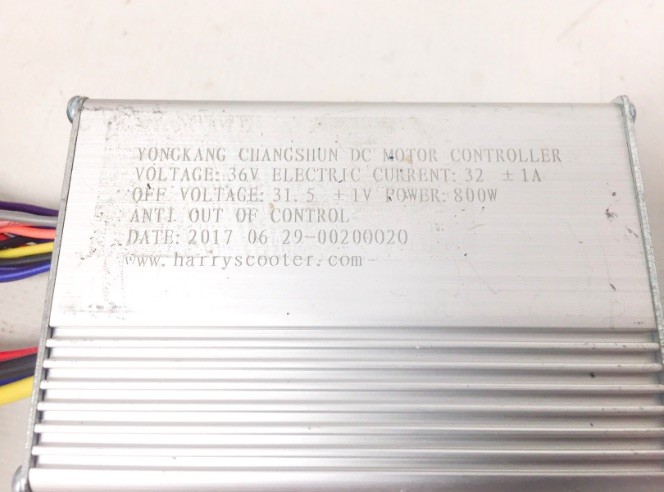 YONGKANG CHANGSHUN DC MOTOR CONTROLLER
VOLTAGE: 36V ELECTRIC CURRENT: 32 ±1A
OFF VOLTAGE: 31.5 ±1V POWER: 800W
ANTI OUT OF CONTROL
DATE: 2017 06 29-00200020
www.harryscooter.com